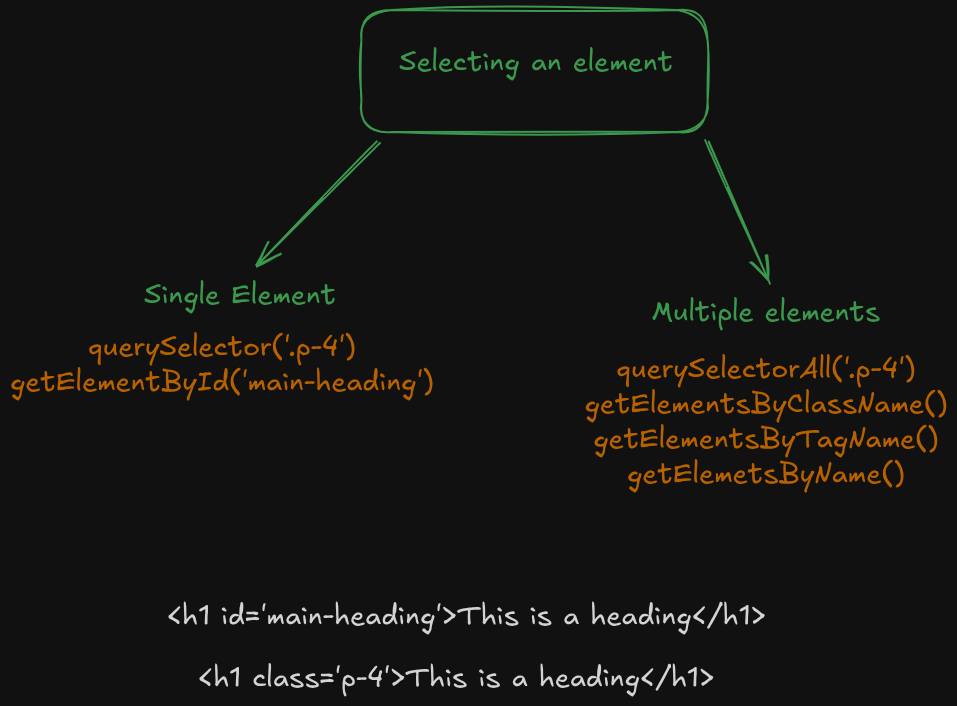 Selecting an element
Single Element
querySelector('.p-4')
getElementById('main-heading')
Multiple elements
querySelectorAll('.p-4')
getElementsByClassName()
getElementsByTagName()
getElemetsByName()
<h1 id='main-heading'>This is a heading</h1>
<h1 class='p-4'>This is a heading</h1>